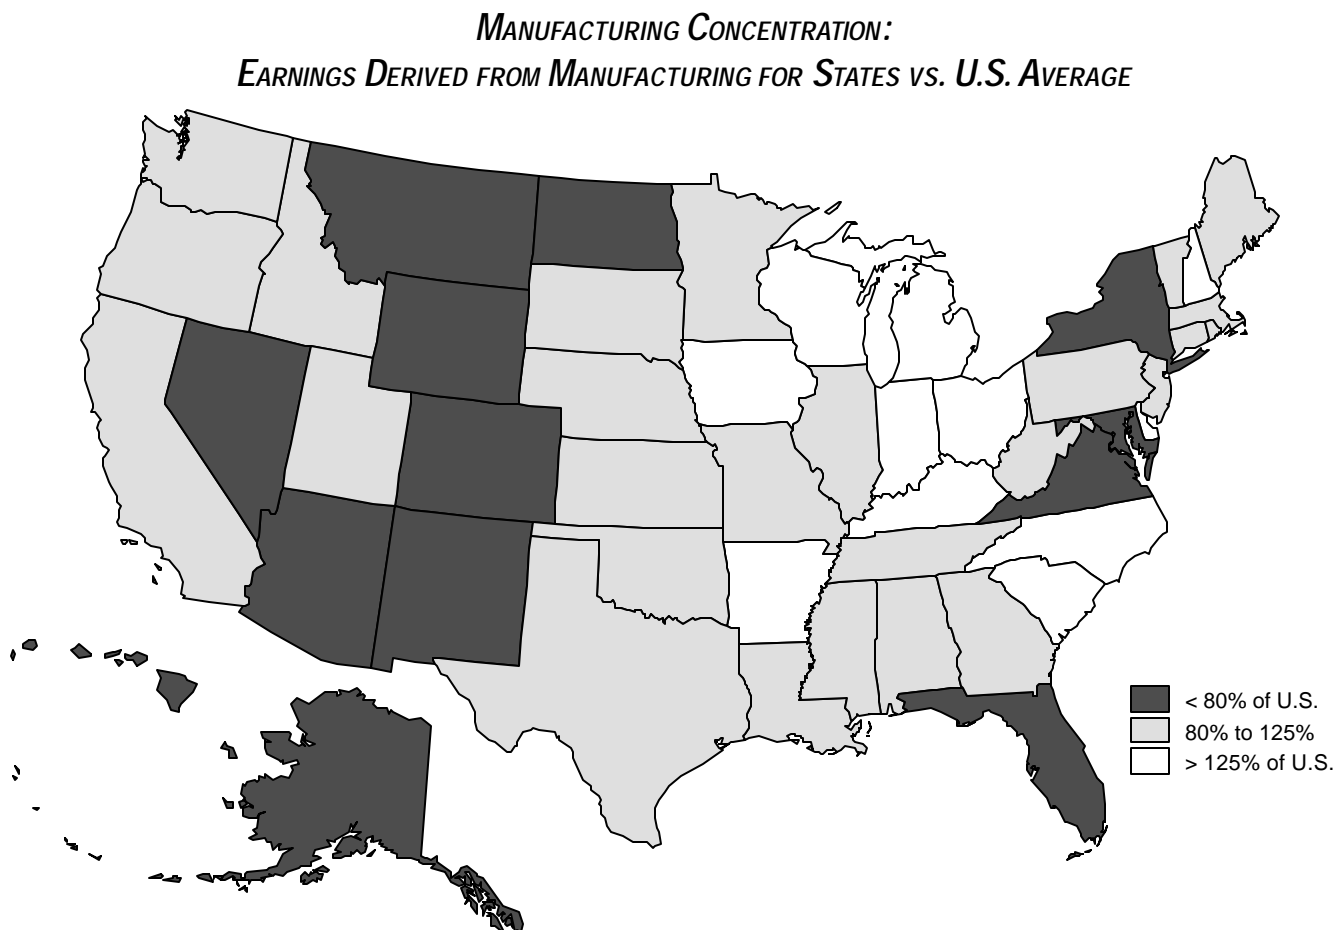 Manufacturing Concentration:
Earnings Derived from Manufacturing for States vs. U.S. Average
< 80% of U.S.
80% to 125%
> 125% of U.S.